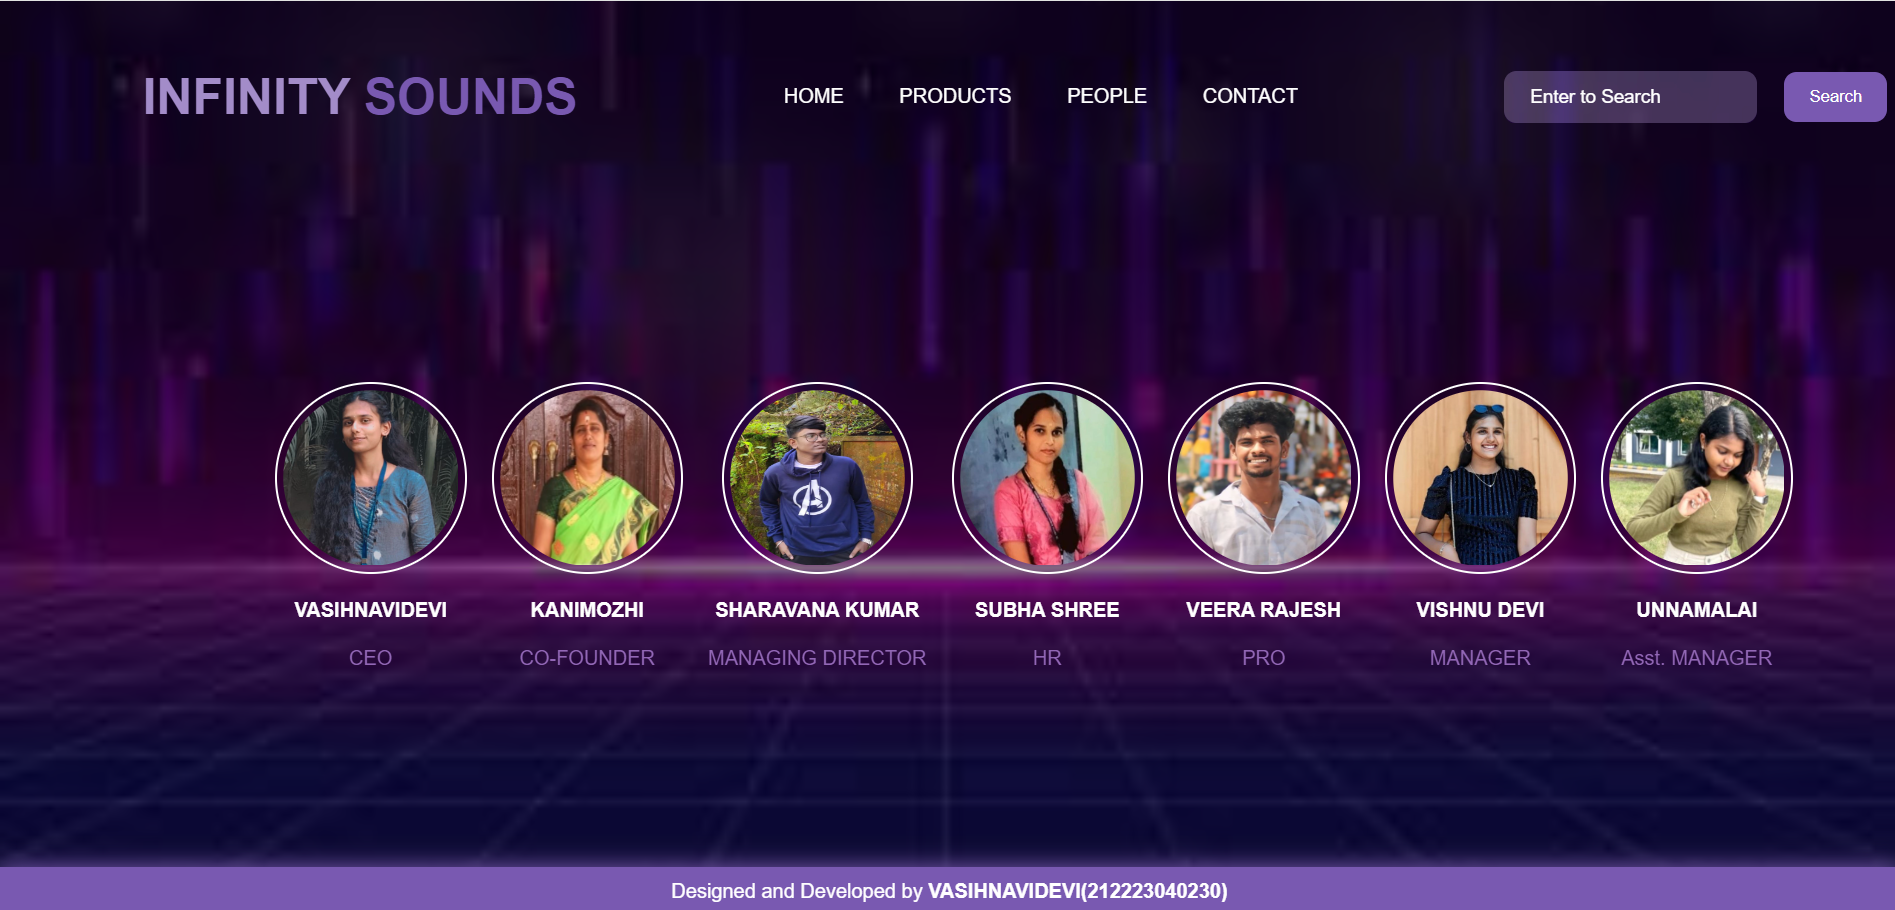 INFINITY SOUNDS
HOME PRODUCTS PEOPLE CONTACT
Enter to Search
Search
VASIHNAVIDEVI
CEO
KANIMOZHI
CO-FOUNDER
SHARAVANA KUMAR
MANAGING DIRECTOR
SUBHA SHREE
HR
VEERA RAJESH
PRO
VISHNU DEVI
MANAGER
UNNAMALAI
Asst. MANAGER
Designed and Developed by VASIHNAVIDEVI(212223040230)